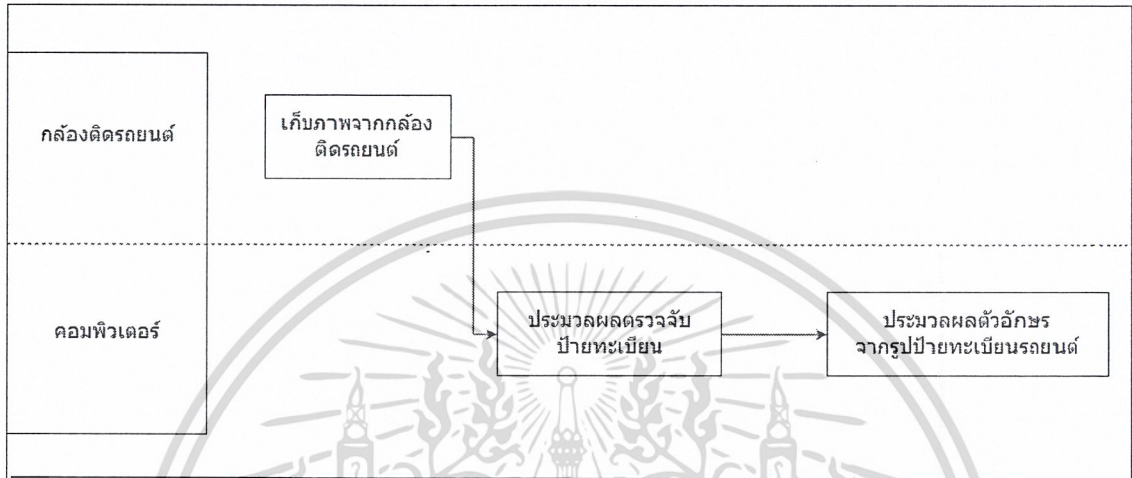 กล้องติดรถยนต์
เก็บภาพจากกล้อง
ติดรถยนต์
คอมพิวเตอร์
ประมวลผลตรวจจับ
ป้ายทะเบียน
ประมวลผลตัวอักษร
จากรูปป้ายทะเบียนรถยนต์